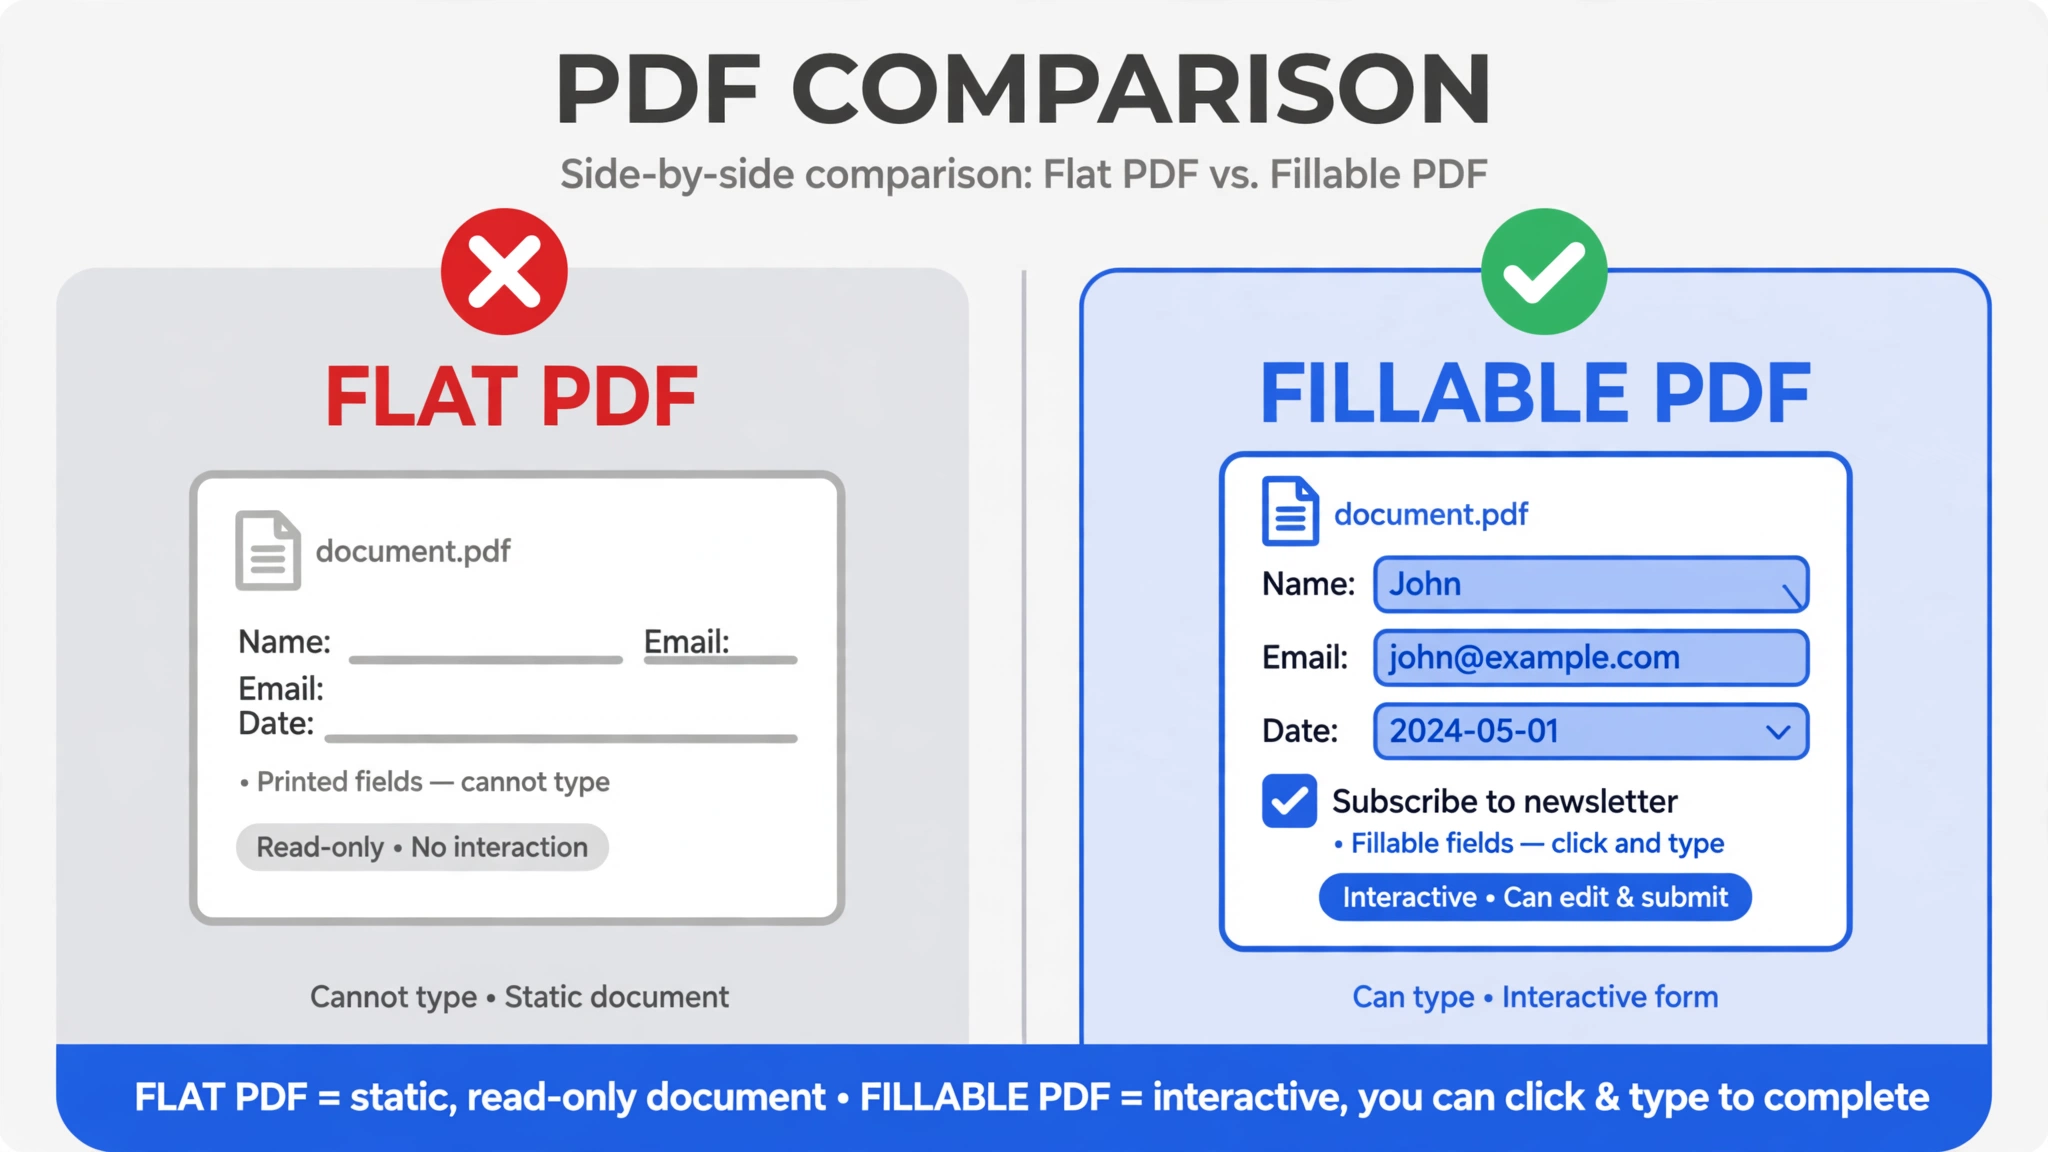 PDF COMPARISON
Side-by-side comparison: Flat PDF vs. Fillable PDF
FLAT PDF
document.pdf
Name: Email:
Email:
Date:
• Printed fields — cannot type
Read-only • No interaction
Cannot type • Static document
FILLABLE PDF
document.pdf
Name: John
Email: john@example.com
Date: 2024-05-01
Subscribe to newsletter
• Fillable fields — click and type
Interactive • Can edit & submit
Can type • Interactive form
FLAT PDF = static, read-only document • FILLABLE PDF = interactive, you can click & type to complete